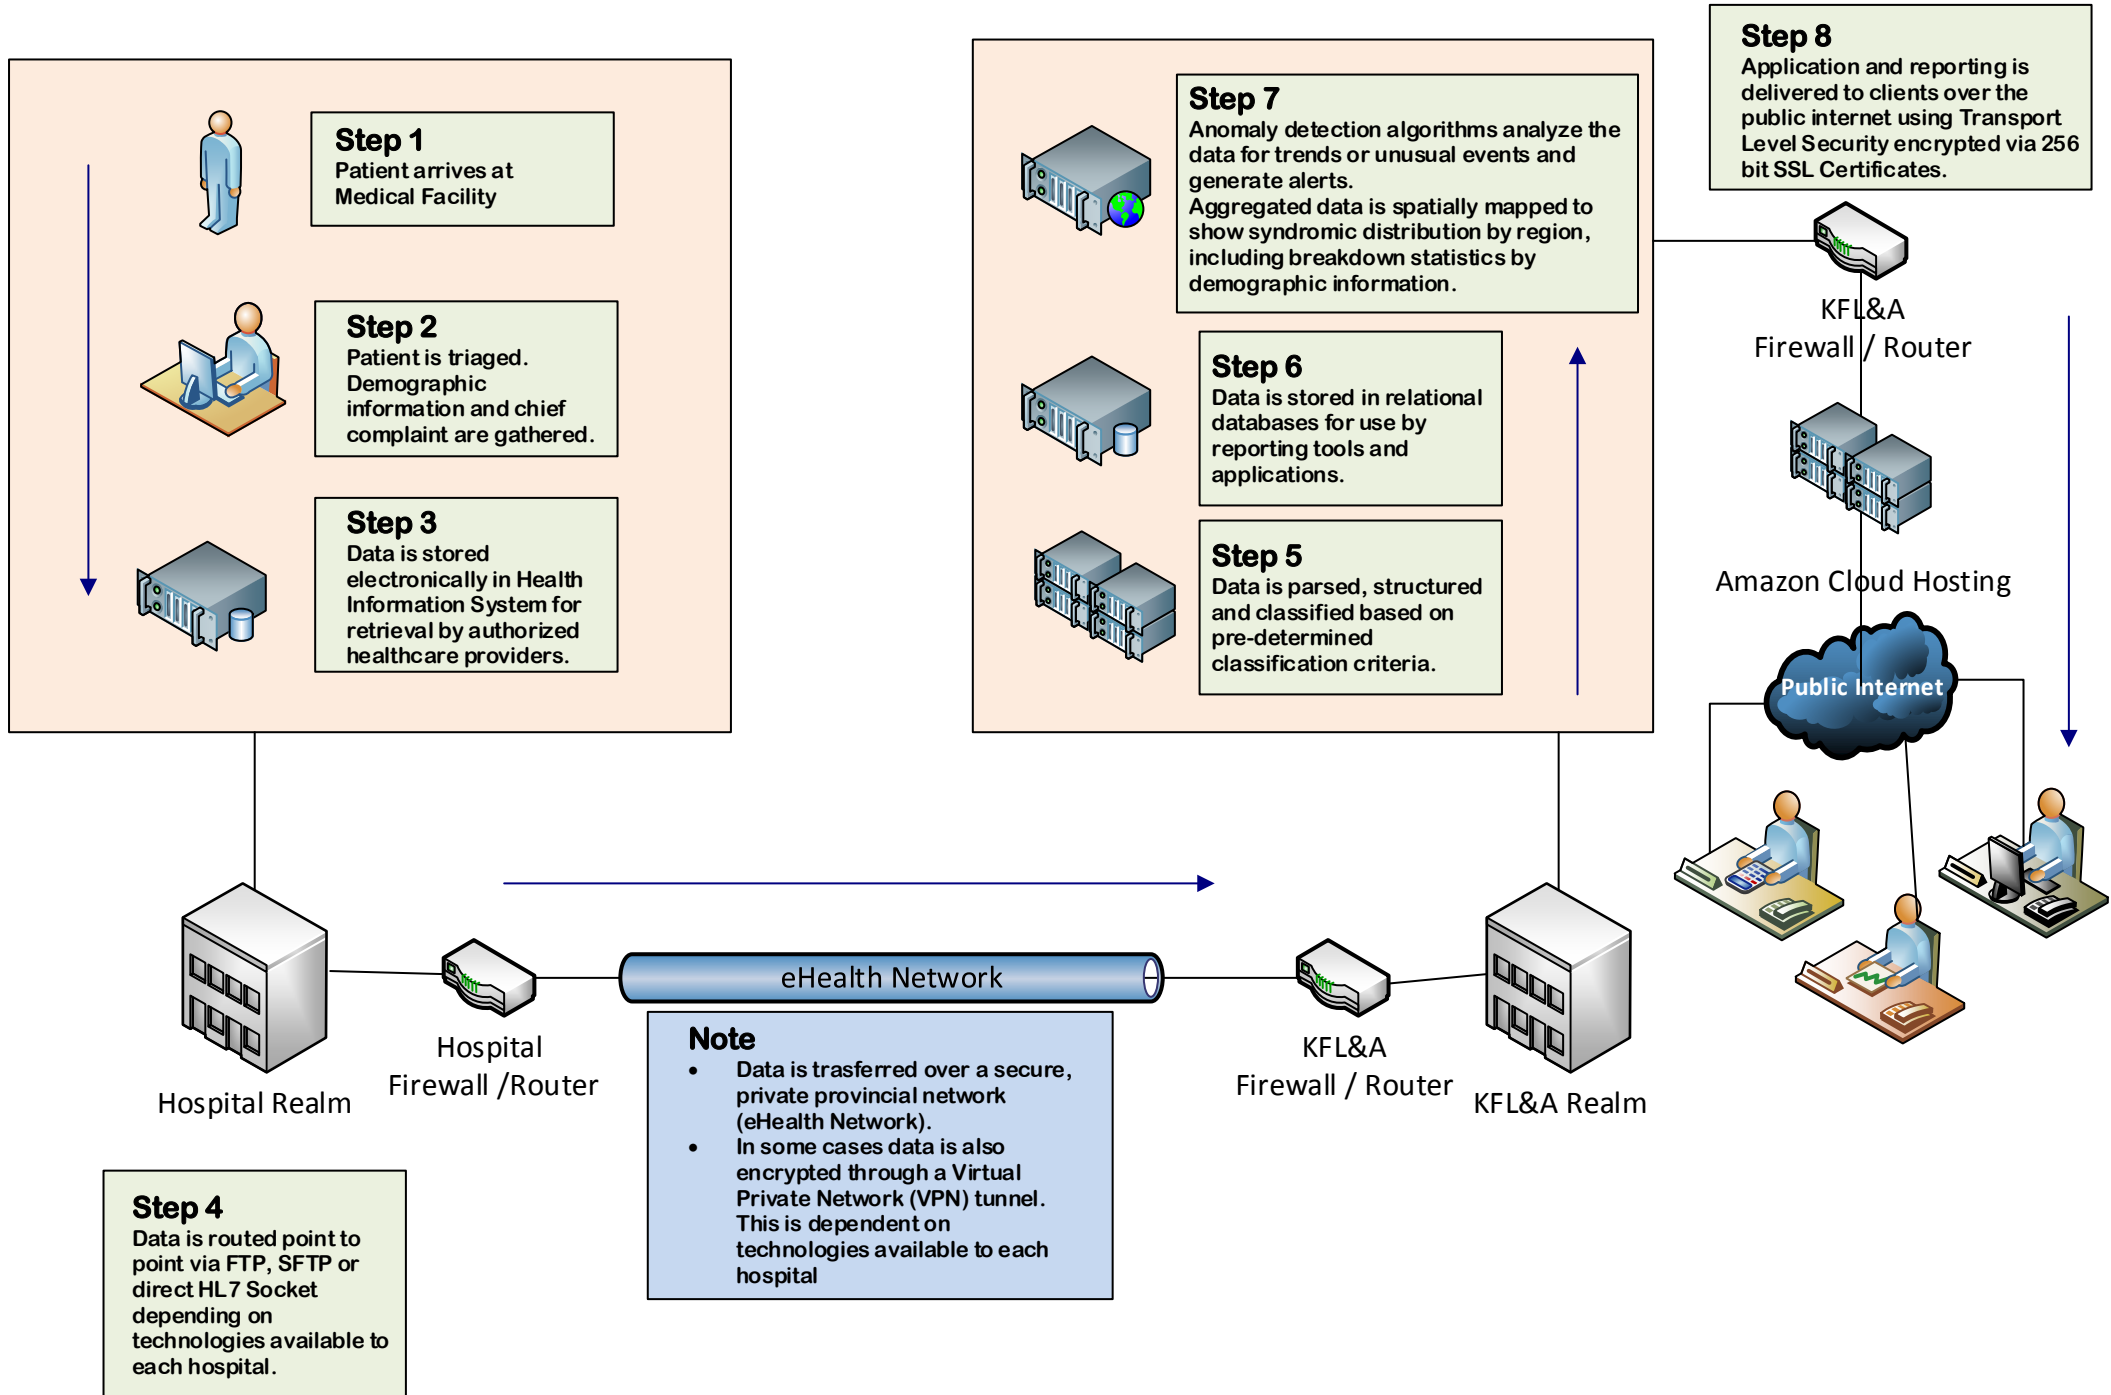 Step 1
Patient arrives at
Medical Facility
Step 2
Patient is triaged.
Demographic
information and chief
complaint are gathered.
Step 3
Data is stored
electronically in Health
Information System for
retrieval by authorized
healthcare providers.
Hospital Realm
Hospital
Firewall /Router
Step 4
Data is routed point to
point via FTP, SFTP or
direct HL7 Socket
depending on
technologies available to
each hospital.
eHealth Network
Note
• Data is trasferred over a secure,
private provincial network
(eHealth Network).
• In some cases data is also
encrypted through a Virtual
Private Network (VPN) tunnel.
This is dependent on
technologies available to each
hospital
KFL&A
Firewall / Router
KFL&A Realm
Step 5
Data is parsed, structured
and classified based on
pre-determined
classification criteria.
Step 6
Data is stored in relational
databases for use by
reporting tools and
applications.
Step 7
Anomaly detection algorithms analyze the
data for trends or unusual events and
generate alerts.
Aggregated data is spatially mapped to
show syndromic distribution by region,
including breakdown statistics by
demographic information.
Step 8
Application and reporting is
delivered to clients over the
public internet using Transport
Level Security encrypted via 256
bit SSL Certificates.
KFL&A
Firewall / Router
Amazon Cloud Hosting
Public Internet